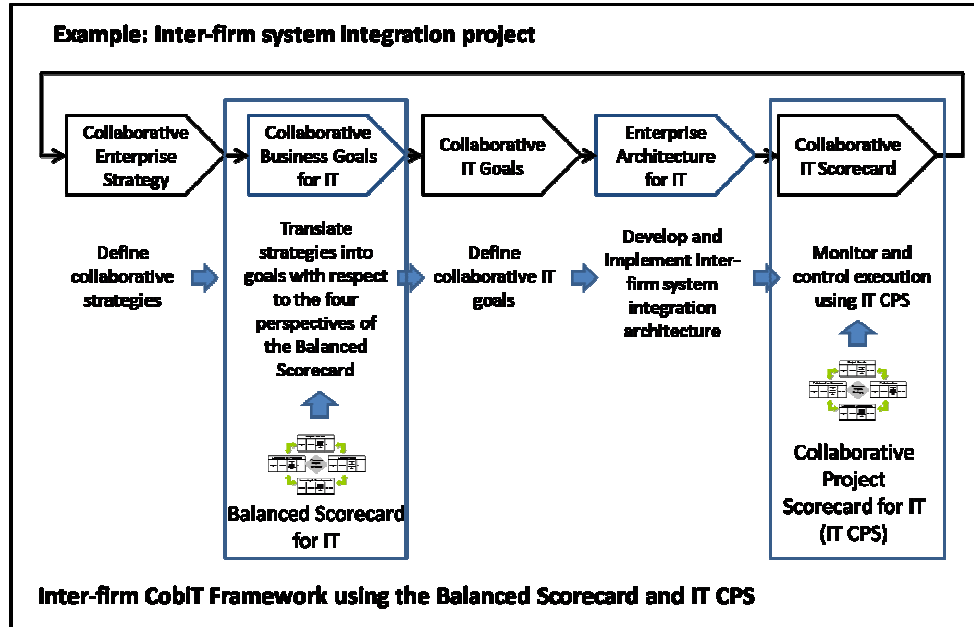 Example: Inter-firm system integration project
Collaborative
Enterprise
Strategy
Collaborative
Business Goals
for IT
Collaborative
IT Goals
Enterprise
Architecture
for IT
Collaborative
IT Scorecard
Define
collaborative
strategies
Translate
strategies into
goals with respect
to the four
perspectives of
the Balanced
Scorecard
Define
collaborative IT
goals
Develop and
Implement Inter-
firm system
integration
architecture
Monitor and
control execution
using IT CPS
Balanced Scorecard
for IT
Collaborative
Project
Scorecard for IT
(IT CPS)
Inter-firm CobIT Framework using the Balanced Scorecard and IT CPS